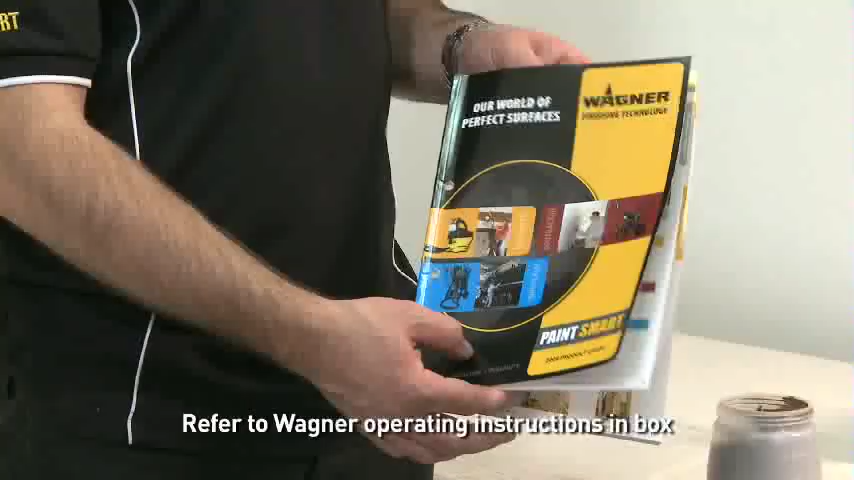 RT
OUR WORLD OF
PERFECT SURFACES
WAGNER
FINISHING TECHNOLOGY
PAINT SMART
Refer to Wagner operating instructions in box